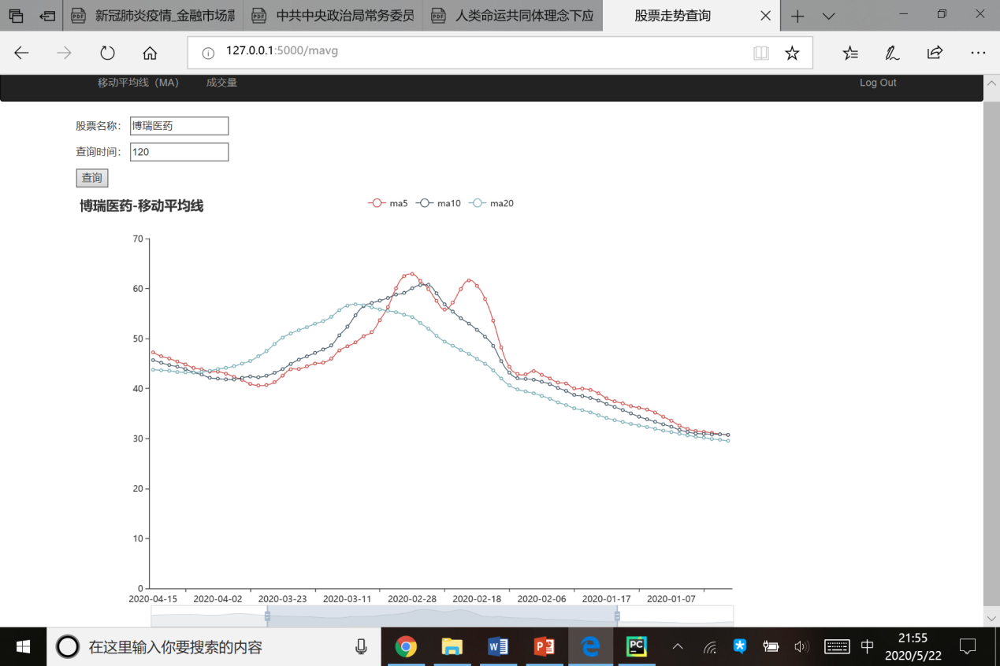 新冠肺炎疫情_金融市场震
中共中央政治局常务委员
人类命运共同体理念下应
股票走势查询
127.0.0.1:5000/mavg
移动平均线（MA） 成交量 Log Out
股票名称： 博瑞医药
查询时间： 120
查询
博瑞医药-移动平均线
ma5 ma10 ma20
70
60
50
40
30
20
10
0
2020-04-15 2020-04-02 2020-03-23 2020-03-11 2020-02-28 2020-02-18 2020-02-06 2020-01-17 2020-01-07
在这里输入你要搜索的内容
中
21:55
2020/5/22